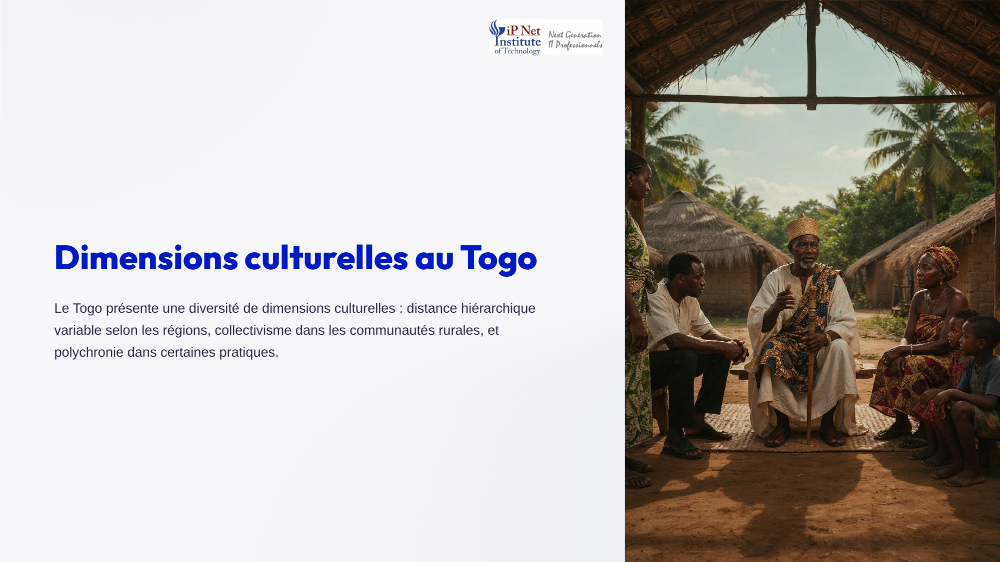 iP Net
Institute
of Technology
Next Generation
IT Professionnels
Dimensions culturelles au Togo
Le Togo présente une diversité de dimensions culturelles : distance hiérarchique
variable selon les régions, collectivisme dans les communautés rurales, et
polychronie dans certaines pratiques.